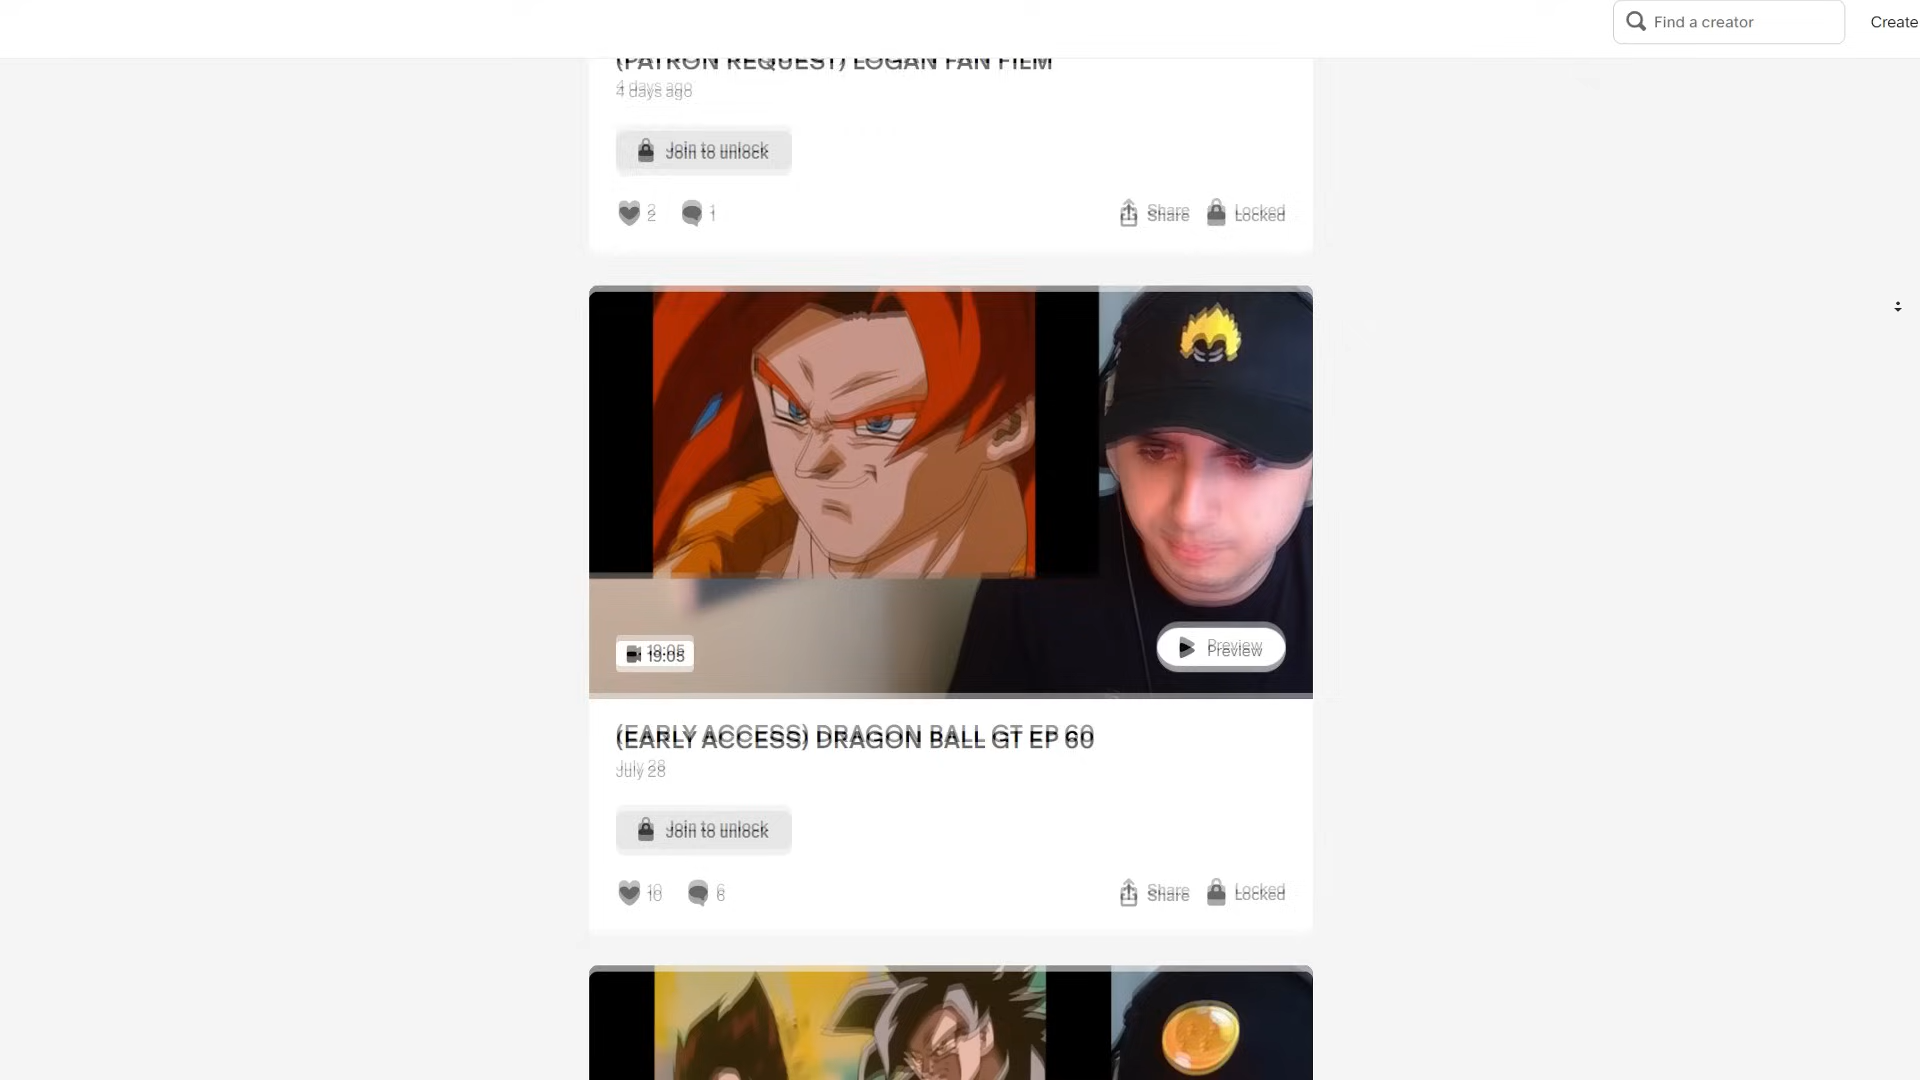 Find a creator
Create
(PATRON REQUEST) LOGAN FAN FILM
4 days ago
Join to unlock
2
1
Share
Locked
19:05
Preview
(EARLY ACCESS) DRAGON BALL GT EP 60
July 28
Join to unlock
10
6
Share
Locked